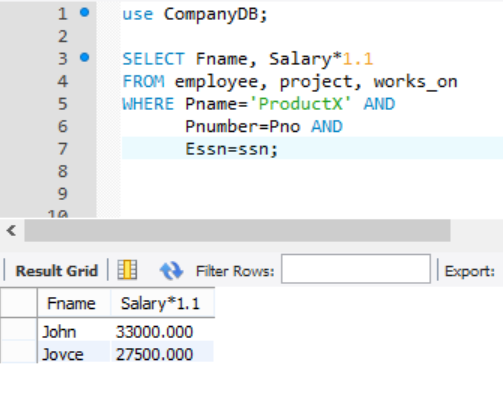 1 use CompanyDB;
2
3 SELECT Fname, Salary*1.1
4 FROM employee, project, works_on
5 WHERE Pname='ProductX' AND
6 Pnumber=Pno AND
7 Essn=ssn;
8
9
10
Result Grid Filter Rows: Export:
Fname Salary*1.1
John 33000.000
Joyce 27500.000